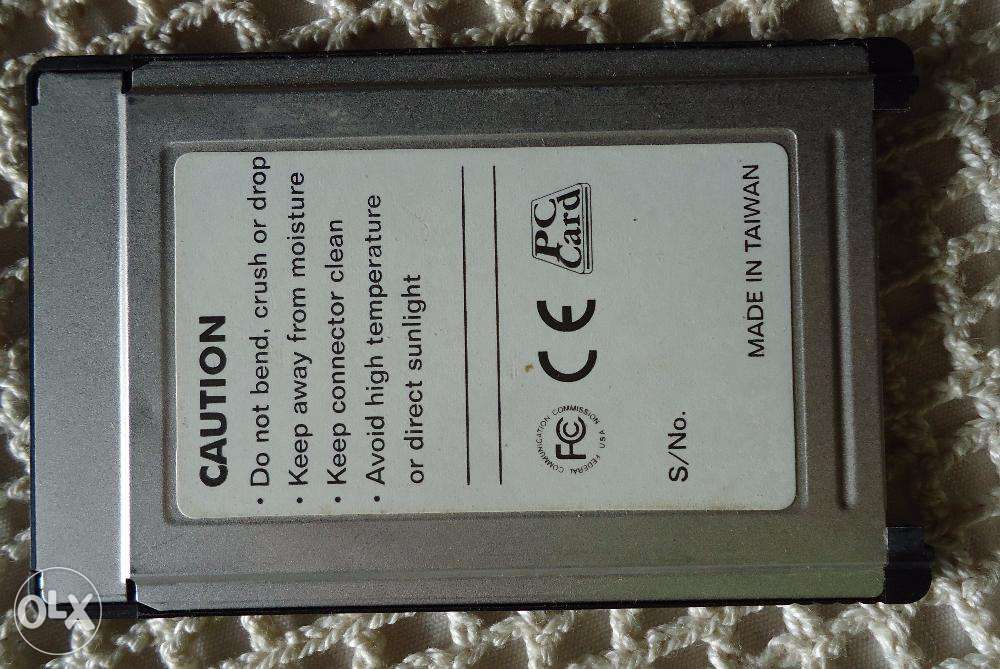 CAUTION
• Do not bend, crush or drop
• Keep away from moisture
• Keep connector clean
• Avoid high temperature
or direct sunlight
FEDERAL COMMUNICATION COMMISSION USA
FC
CE
PC
Card
S/No.
MADE IN TAIWAN
OLX